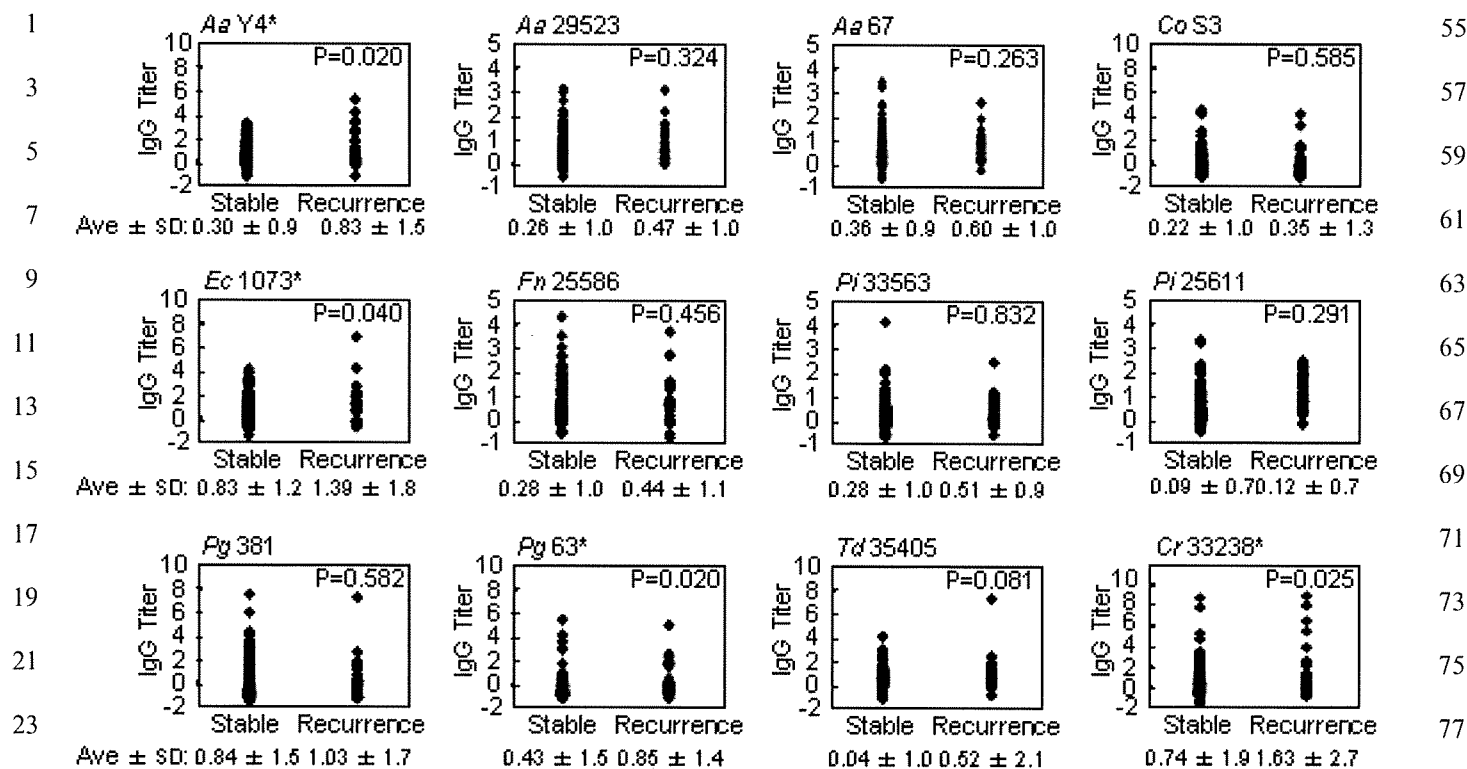 1 Aa Y4* Aa 29523 Aa 67 Co S3 55
10 P=0.020 5 P=0.324 5 P=0.263 10 P=0.585
8 4 4 8
3 6 3 3 6 57
4 2 2 4
IgG Titer IgG Titer IgG Titer IgG Titer
5 2 1 1 2 59
0 0 0 0
-2 -1 -1 -2
Stable Recurrence Stable Recurrence Stable Recurrence Stable Recurrence
7 Ave ± SD: 0.30 ± 0.9 0.83 ± 1.5 0.26 ± 1.0 0.47 ± 1.0 0.36 ± 0.9 0.60 ± 1.0 0.22 ± 1.0 0.35 ± 1.3 61
9 Ec 1073* Fn 25586 Pi 33563 Pi 25611 63
10 P=0.040 5 P=0.456 5 P=0.832 5 P=0.291
8 4 4 4
11 6 3 3 3 65
4 2 2 2
IgG Titer IgG Titer IgG Titer IgG Titer
13 2 1 1 1 67
0 0 0 0
-2 -1 -1 -1
Stable Recurrence Stable Recurrence Stable Recurrence Stable Recurrence
15 Ave ± SD: 0.83 ± 1.2 1.39 ± 1.8 0.28 ± 1.0 0.44 ± 1.1 0.28 ± 1.0 0.51 ± 0.9 0.09 ± 0.7 0.12 ± 0.7 69
17 Pg 381 Pg 63* Td 35405 Cr 33238* 71
10 P=0.582 10 P=0.020 10 P=0.081 10 P=0.025
19 8 8 8 8 73
6 6 6 6
4 4 4 4
IgG Titer IgG Titer IgG Titer IgG Titer
21 2 2 2 2 75
0 0 0 0
-2 -2 -2 -2
23 Stable Recurrence Stable Recurrence Stable Recurrence Stable Recurrence 77
Ave ± SD: 0.84 ± 1.5 1.03 ± 1.7 0.43 ± 1.5 0.85 ± 1.4 0.04 ± 1.0 0.52 ± 2.1 0.74 ± 1.9 1.63 ± 2.7